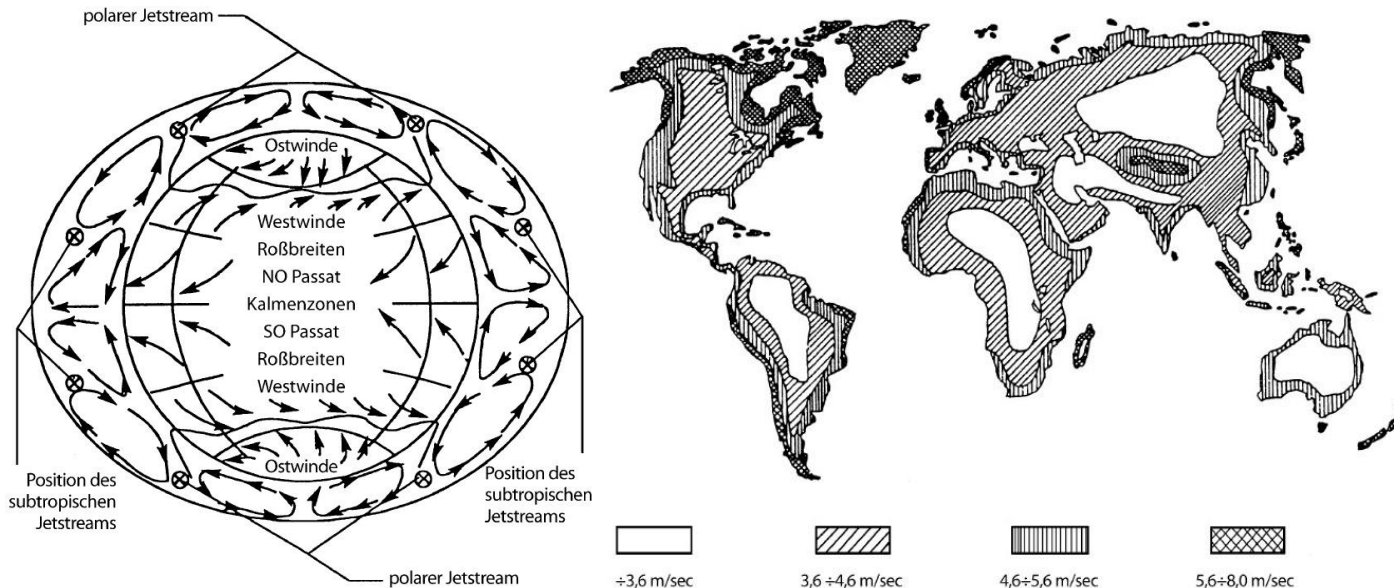 polarer Jetstream
Ostwinde
Westwinde
Roßbreiten
NO Passat
Kalmenzonen
SO Passat
Roßbreiten
Westwinde
Ostwinde
Position des
subtropischen
Jetstreams
Position des
subtropischen
Jetstreams
polarer Jetstream
÷3,6 m/sec
3,6 ÷4,6 m/sec
4,6÷5,6 m/sec
5,6÷8,0 m/sec